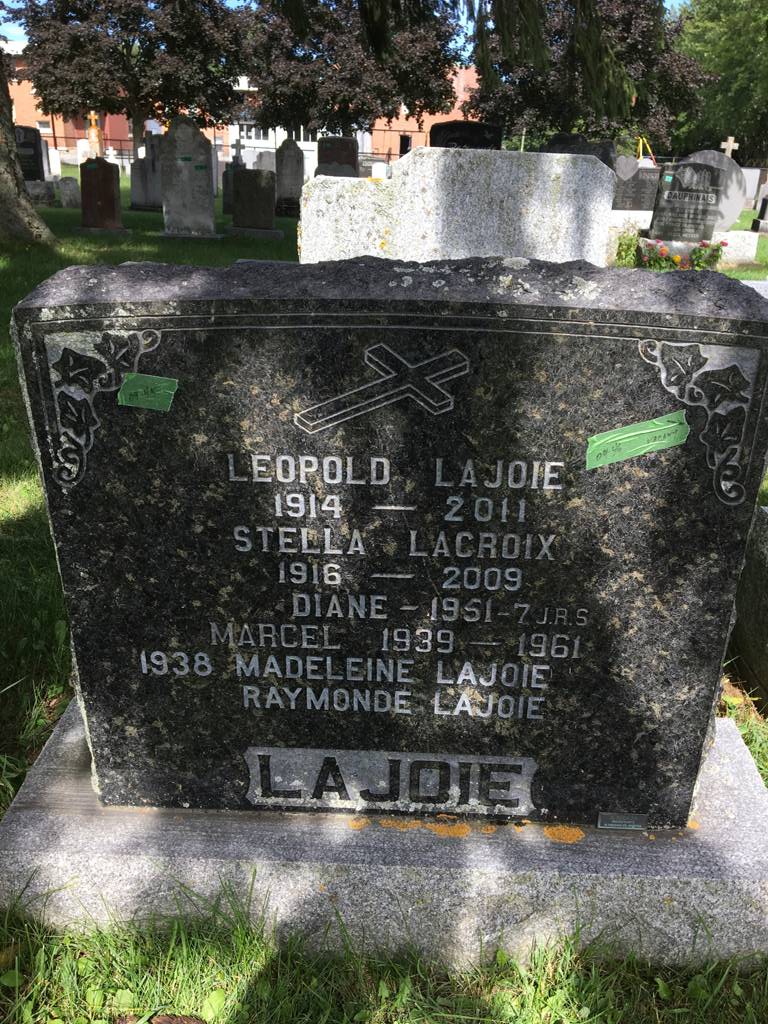 DAUPHINAIS
LEOPOLD LAJOIE
1914 — 2011
STELLA LACROIX
1916 — 2009
DIANE - 1951 - 7 J.R.S
MARCEL 1939 — 1961
1938 MADELEINE LAJOIE
RAYMONDE LAJOIE
LAJOIE